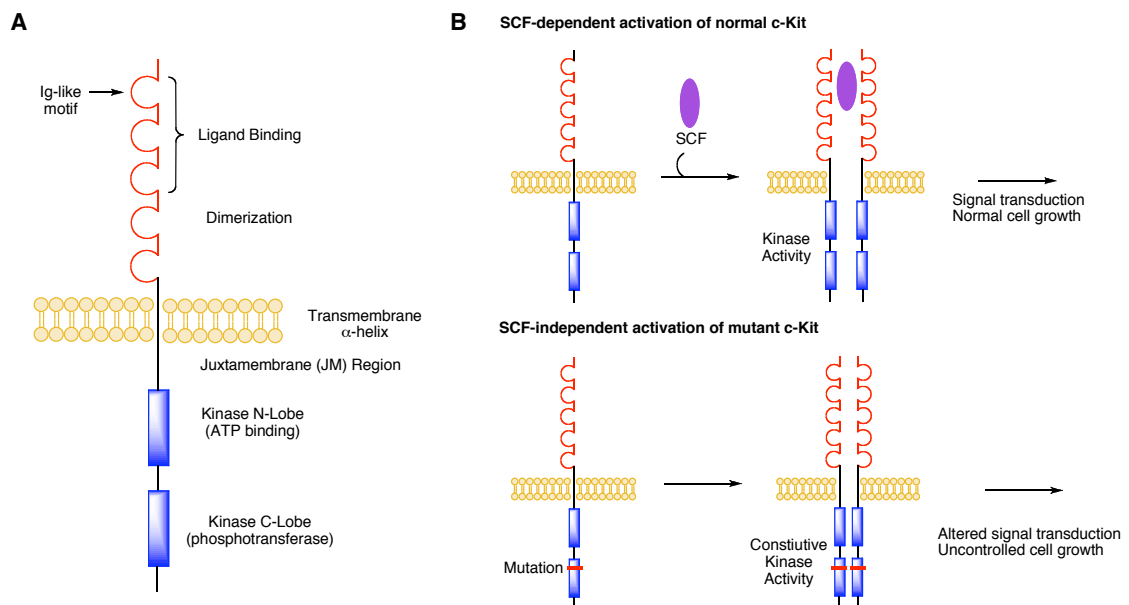 A
Ig-like
motif
Ligand Binding
Dimerization
Transmembrane
α-helix
Juxtamembrane (JM) Region
Kinase N-Lobe
(ATP binding)
Kinase C-Lobe
(phosphotransferase)
B
SCF-dependent activation of normal c-Kit
SCF
Kinase
Activity
Signal transduction
Normal cell growth
SCF-independent activation of mutant c-Kit
Mutation
Constiutive
Kinase
Activity
Altered signal transduction
Uncontrolled cell growth